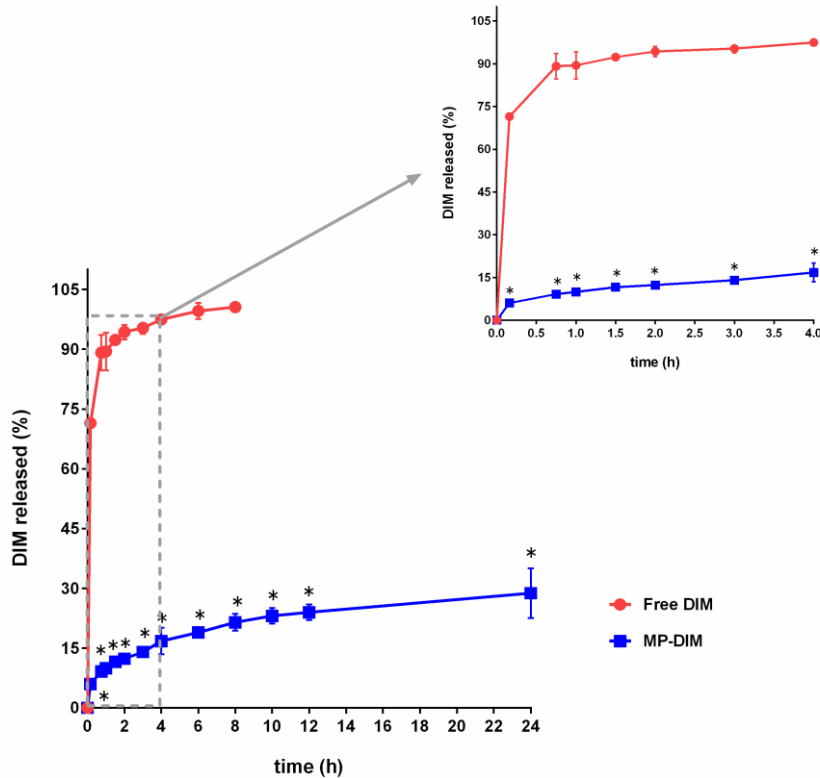 105
90
75
60
45
30
15
0
DIM released (%)
0.0 0.5 1.0 1.5 2.0 2.5 3.0 3.5 4.0
time (h)
* * * * * * *
105
90
75
60
45
30
15
0
DIM released (%)
0 2 4 6 8 10 12 14 16 18 20 22 24
time (h)
* * * * * * * * * * * *
Free DIM
MP-DIM